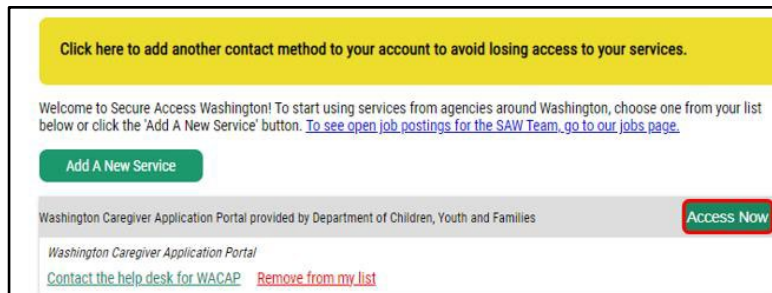 Click here to add another contact method to your account to avoid losing access to your services.
Welcome to Secure Access Washington! To start using services from agencies around Washington, choose one from your list
below or click the 'Add A New Service' button. To see open job postings for the SAW Team, go to our jobs page.
Add A New Service
Washington Caregiver Application Portal provided by Department of Children, Youth and Families
Access Now
Washington Caregiver Application Portal
Contact the help desk for WACAP Remove from my list